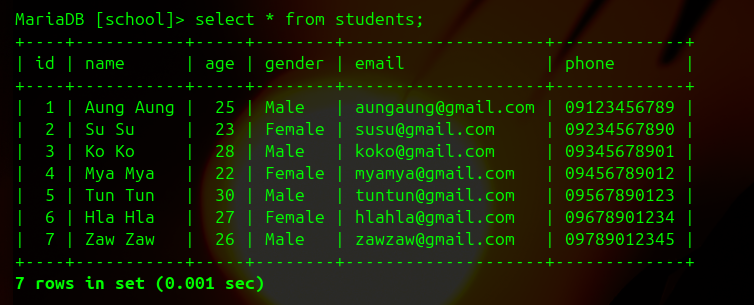 MariaDB [school]> select * from students;
+----+-----------+-----+--------+--------------------+-------------+
| id | name      | age | gender | email              | phone       |
+----+-----------+-----+--------+--------------------+-------------+
|  1 | Aung Aung |  25 | Male   | aungaung@gmail.com | 09123456789 |
|  2 | Su Su     |  23 | Female | susu@gmail.com     | 09234567890 |
|  3 | Ko Ko     |  28 | Male   | koko@gmail.com     | 09345678901 |
|  4 | Mya Mya   |  22 | Female | myamya@gmail.com   | 09456789012 |
|  5 | Tun Tun   |  30 | Male   | tuntun@gmail.com   | 09567890123 |
|  6 | Hla Hla   |  27 | Female | hlahla@gmail.com   | 09678901234 |
|  7 | Zaw Zaw   |  26 | Male   | zawzaw@gmail.com   | 09789012345 |
+----+-----------+-----+--------+--------------------+-------------+
7 rows in set (0.001 sec)